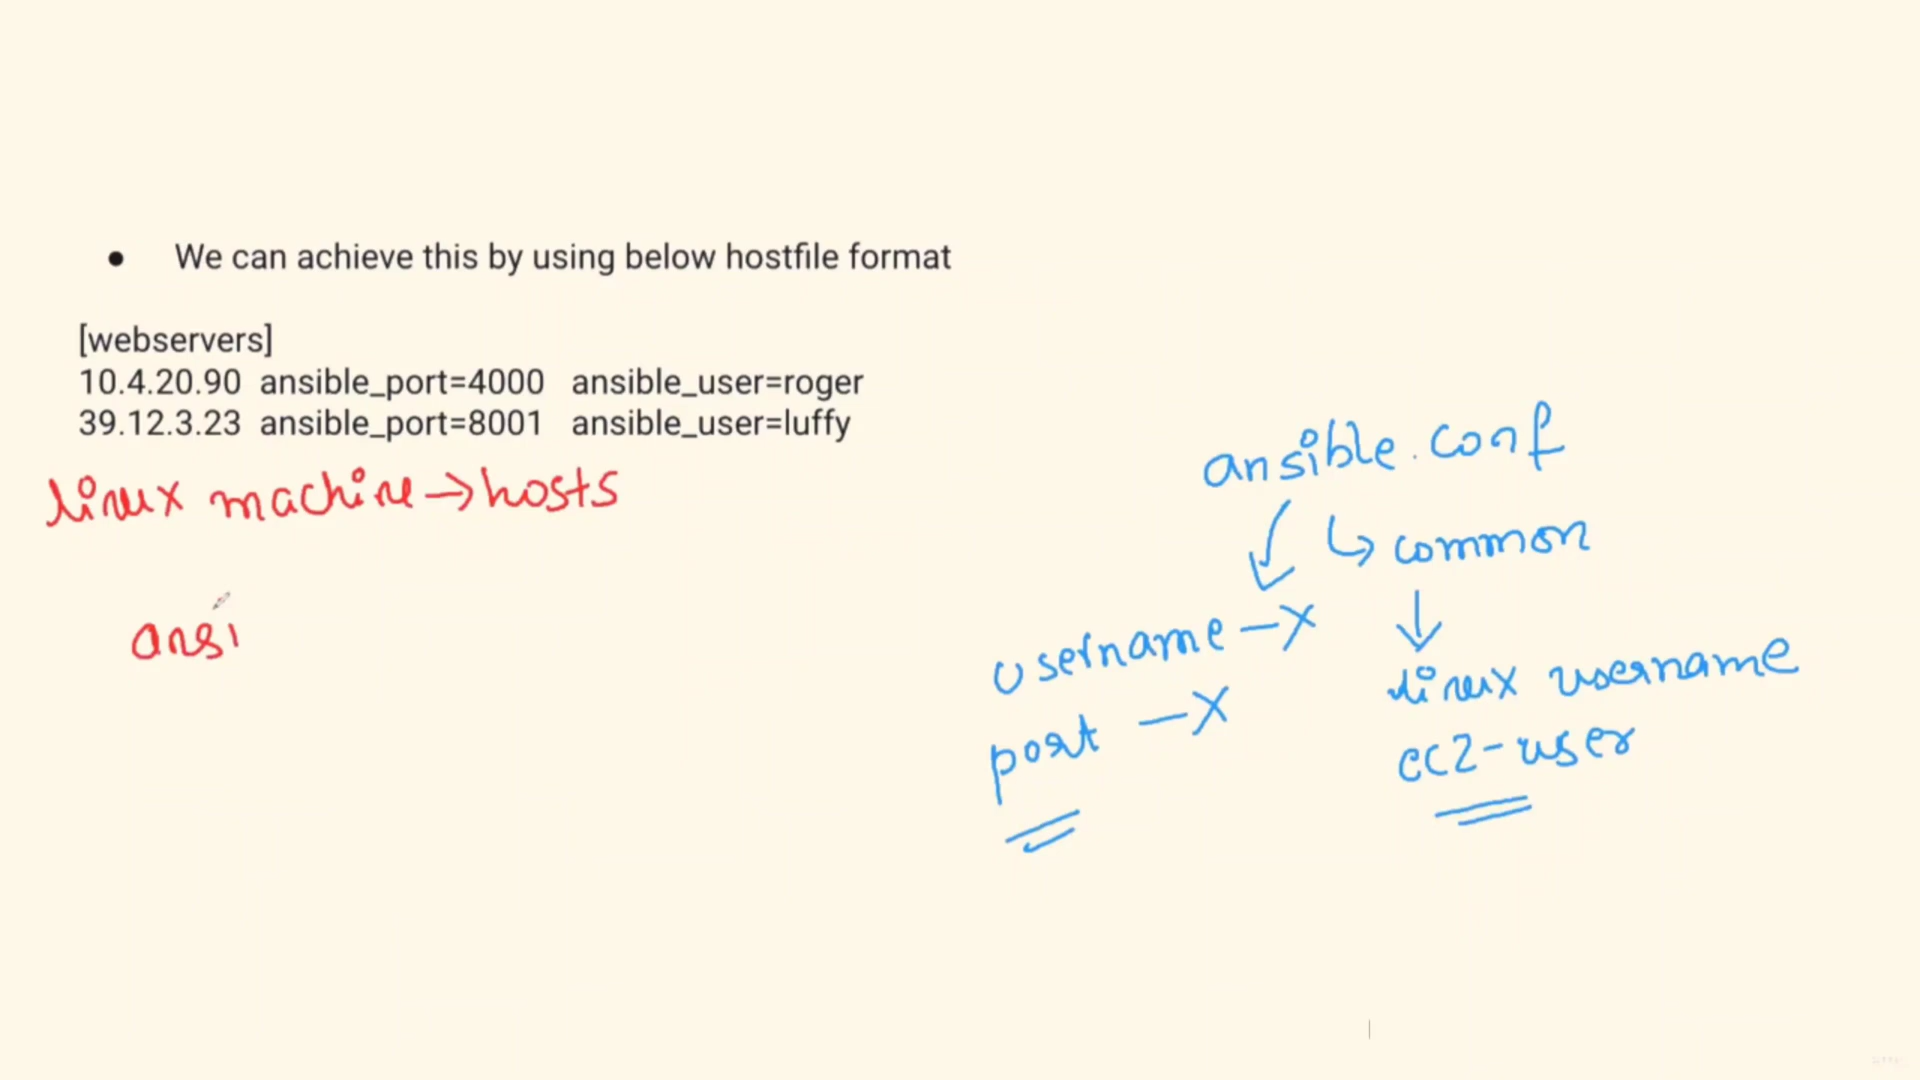 ● We can achieve this by using below hostfile format
[webservers]
10.4.20.90 ansible_port=4000 ansible_user=roger
39.12.3.23 ansible_port=8001 ansible_user=luffy
linux machine → hosts
ansi
ansible.conf
↳ common
username – X
port – X
linux username
ec2-user